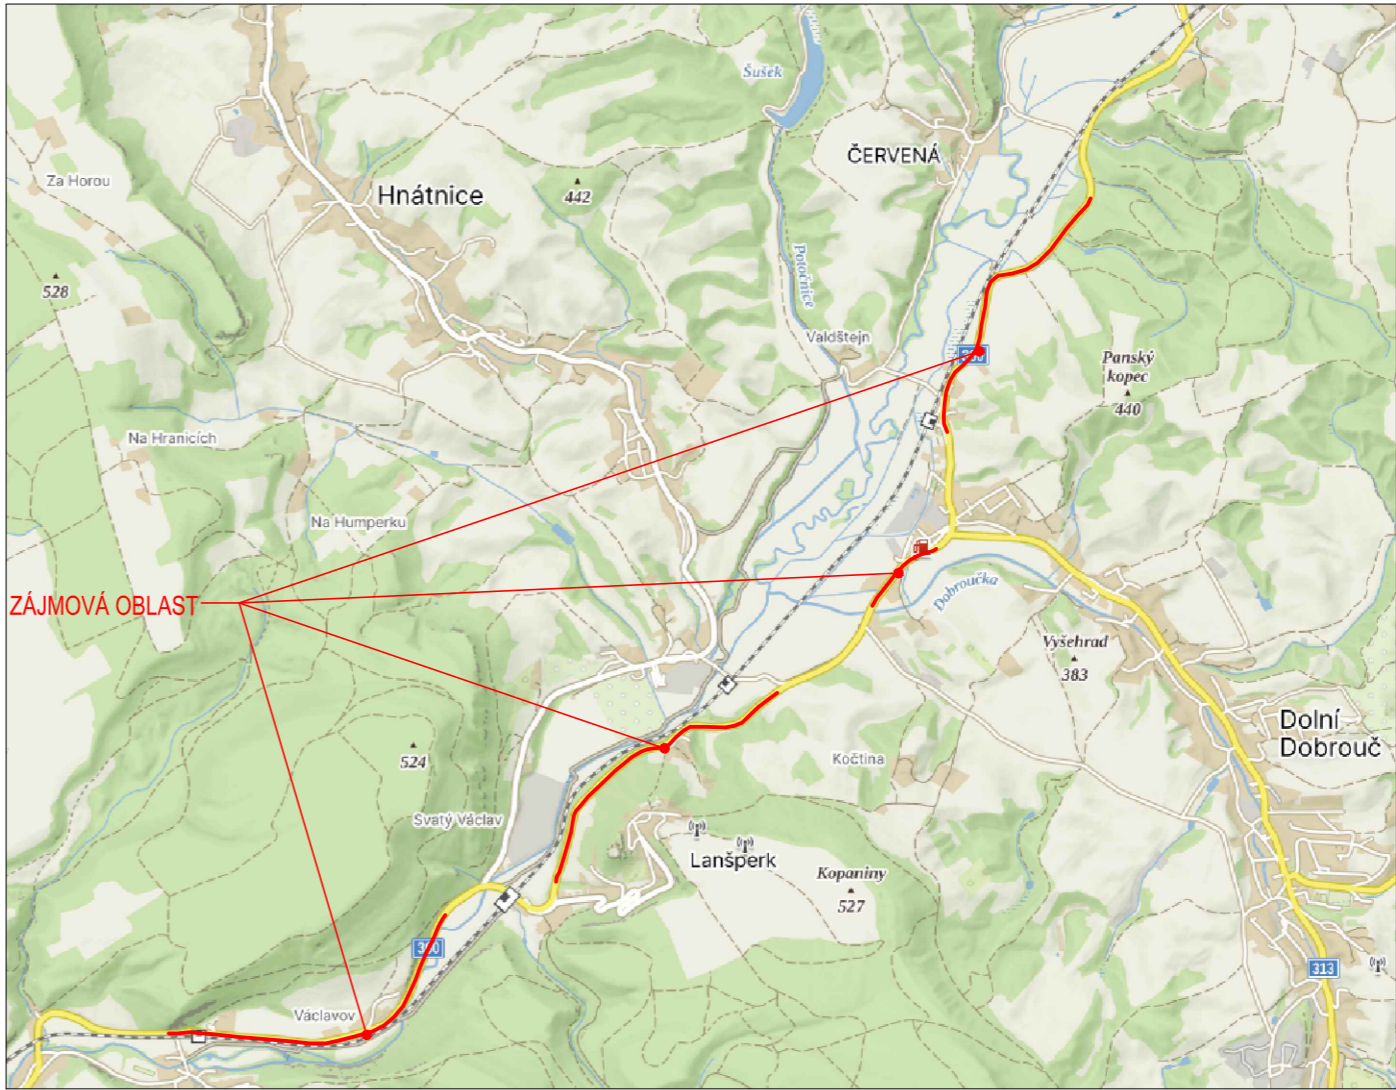 Šušek
ČERVENÁ
Za Horou
Hnátnice
442
Potočnice
528
Valdštejn
Panský
kopec
440
Na Hranicích
Na Humperku
ZÁJMOVÁ OBLAST
Dobroučka
Vyšehrad
383
Dolní
Dobrouč
524
Kočtina
Svatý Václav
Lanšperk
Kopaniny
527
313
Václavov